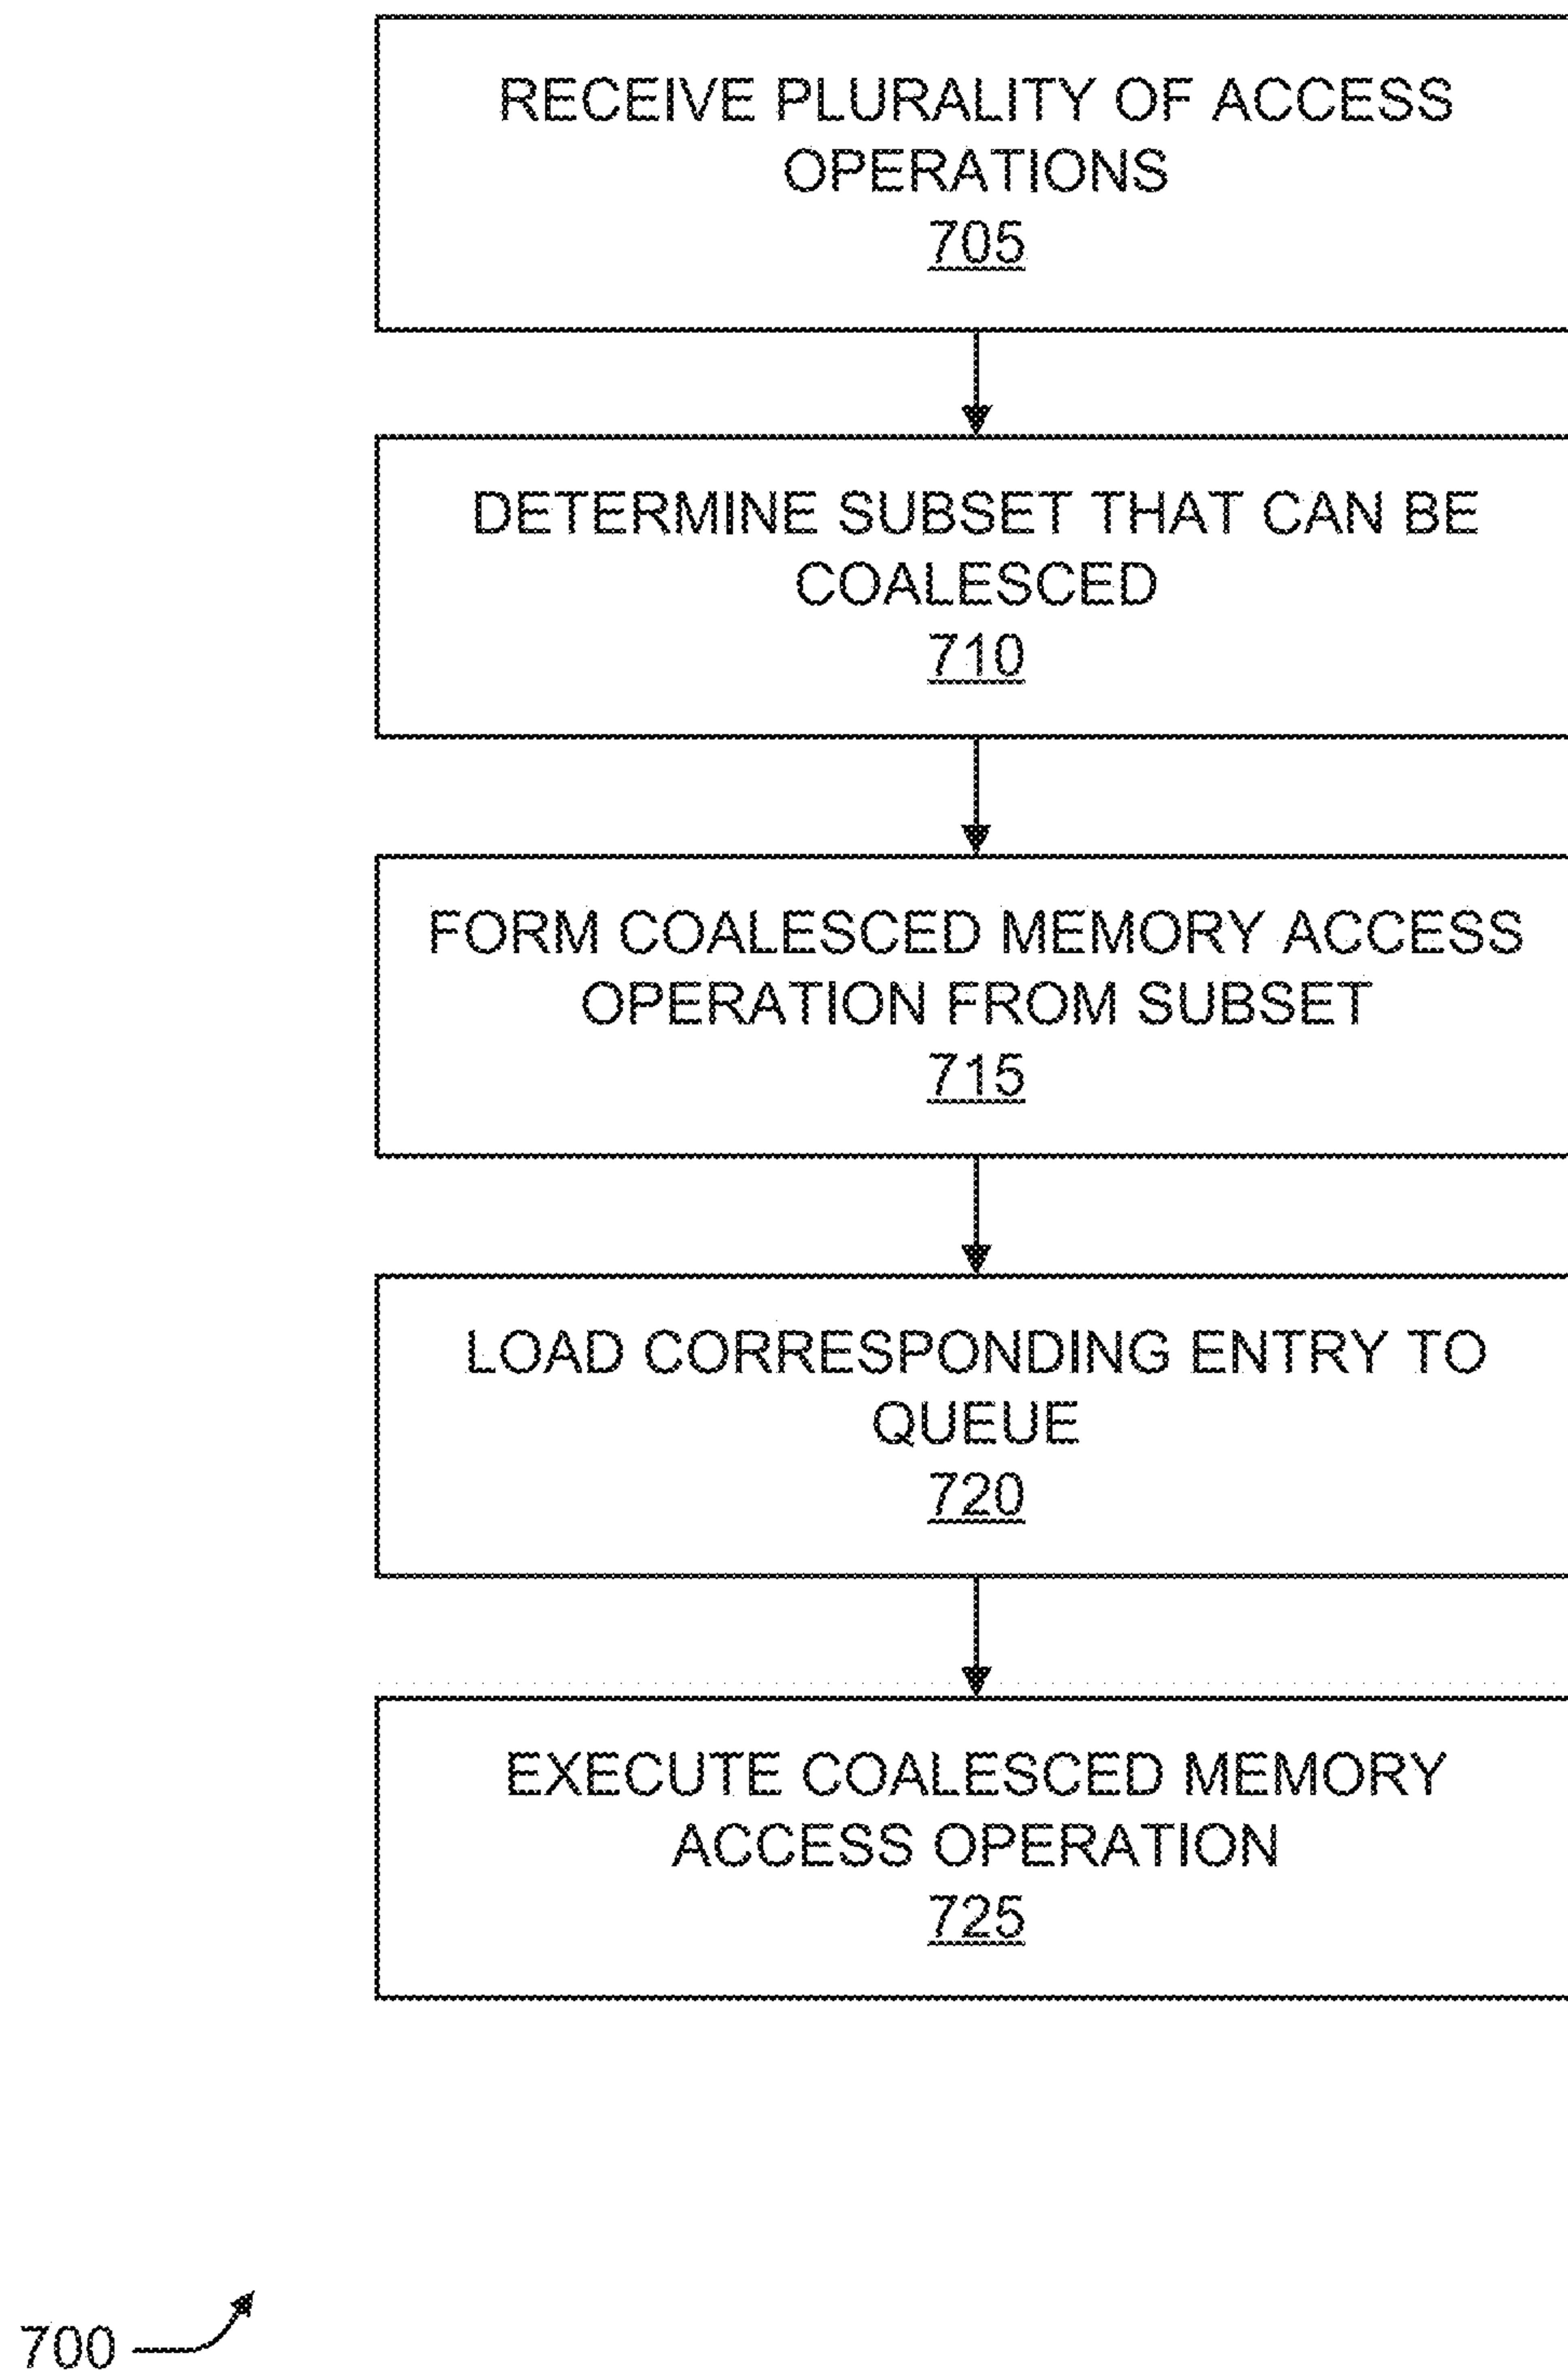 RECEIVE PLURALITY OF ACCESS
OPERATIONS
705
DETERMINE SUBSET THAT CAN BE
COALESCED
710
FORM COALESCED MEMORY ACCESS
OPERATION FROM SUBSET
715
LOAD CORRESPONDING ENTRY TO
QUEUE
720
EXECUTE COALESCED MEMORY
ACCESS OPERATION
725
700